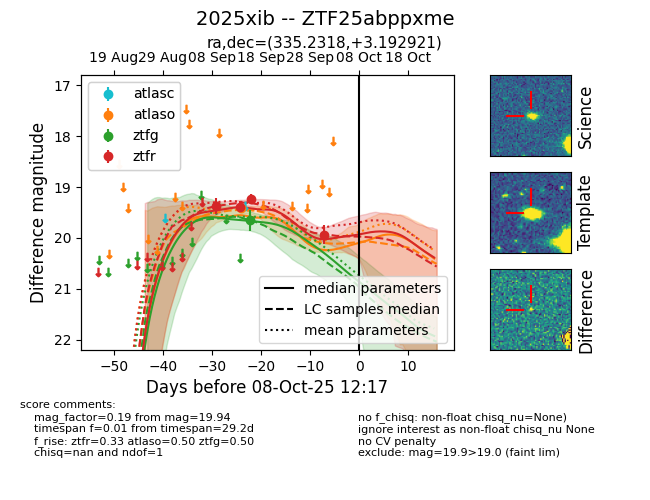 2025xib -- ZTF25abppxme
ra,dec=(335.2318,+3.192921)
19 Aug 29 Aug 08 Sep 18 Sep 28 Sep 08 Oct 18 Oct
17
18
19
20
21
22
Difference magnitude
atlasc
atlaso
ztfg
ztfr
median parameters
LC samples median
mean parameters
−50 −40 −30 −20 −10 0 10
Days before 08-Oct-25 12:17
Science
Template
Difference
score comments:
mag_factor=0.19 from mag=19.94
timespan f=0.01 from timespan=29.2d
f_rise: ztfr=0.33 atlaso=0.50 ztfg=0.50
chisq=nan and ndof=1
no f_chisq: non-float chisq_nu=None)
ignore interest as non-float chisq_nu None
no CV penalty
exclude: mag=19.9>19.0 (faint lim)